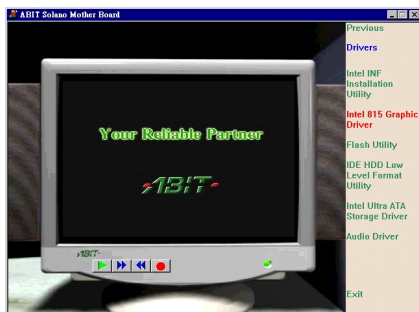 ABIT Solano Mother Board
Previous
Drivers
Intel INF
Installation
Utility
Intel 815 Graphic
Driver
Flash Utility
IDE HDD Low
Level Format
Utility
Intel Ultra ATA
Storage Driver
Audio Driver
Exit
Your Reliable Partner
ABIT
ABIT